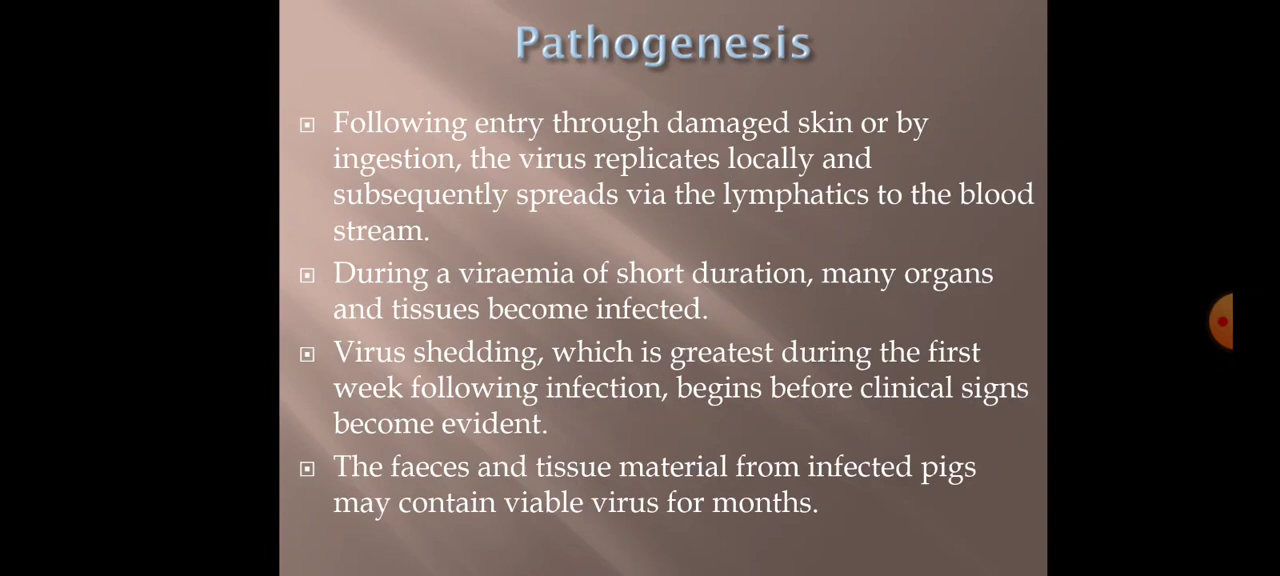 Pathogenesis
Following entry through damaged skin or by
ingestion, the virus replicates locally and
subsequently spreads via the lymphatics to the blood
stream.
During a viraemia of short duration, many organs
and tissues become infected.
Virus shedding, which is greatest during the first
week following infection, begins before clinical signs
become evident.
The faeces and tissue material from infected pigs
may contain viable virus for months.